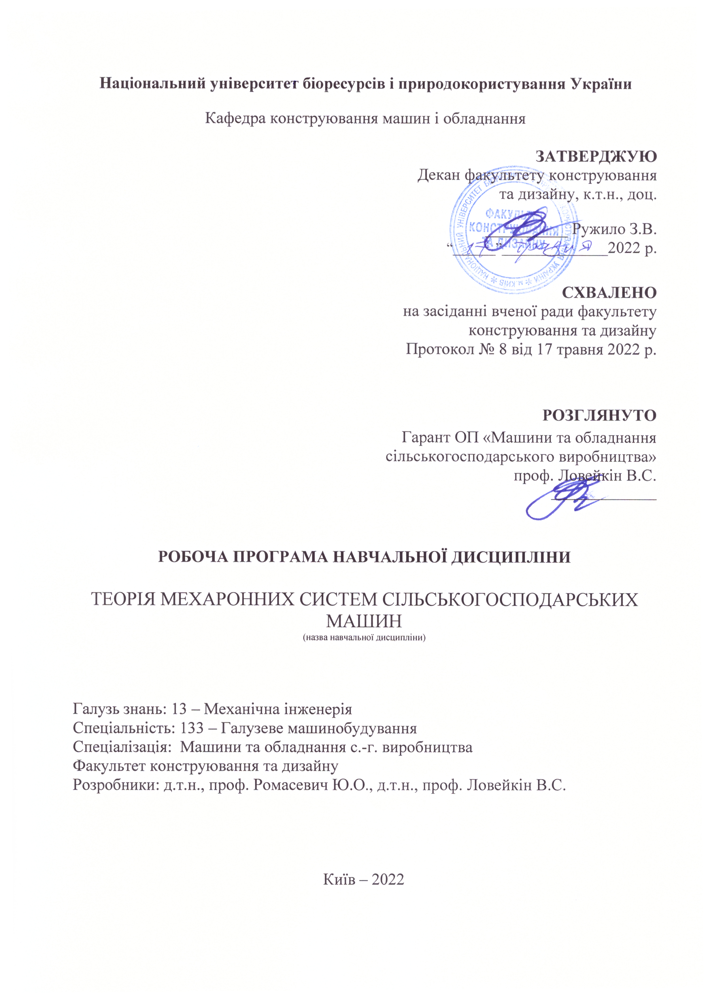 Національний університет біоресурсів і природокористування України
Кафедра конструювання машин і обладнання
ЗАТВЕРДЖУЮ
Декан факультету конструювання
та дизайну, к.т.н., доц.
Ружило З.В.
“ 17 ” травня 2022 р.
НАЦІОНАЛЬНИЙ УНІВЕРСИТЕТ БІОРЕСУРСІВ І ПРИРОДОКОРИСТУВАННЯ УКРАЇНИ * м.КИЇВ *
ФАКУЛЬТЕТ
КОНСТРУЮВАННЯ
ТА ДИЗАЙНУ
СХВАЛЕНО
на засіданні вченої ради факультету
конструювання та дизайну
Протокол № 8 від 17 травня 2022 р.
РОЗГЛЯНУТО
Гарант ОП «Машини та обладнання
сільськогосподарського виробництва»
проф. Ловейкін В.С.
РОБОЧА ПРОГРАМА НАВЧАЛЬНОЇ ДИСЦИПЛІНИ
ТЕОРІЯ МЕХАРОННИХ СИСТЕМ СІЛЬСЬКОГОСПОДАРСЬКИХ
МАШИН
(назва навчальної дисципліни)
Галузь знань: 13 – Механічна інженерія
Спеціальність: 133 – Галузеве машинобудування
Спеціалізація: Машини та обладнання с.-г. виробництва
Факультет конструювання та дизайну
Розробники: д.т.н., проф. Ромасевич Ю.О., д.т.н., проф. Ловейкін В.С.
Київ – 2022